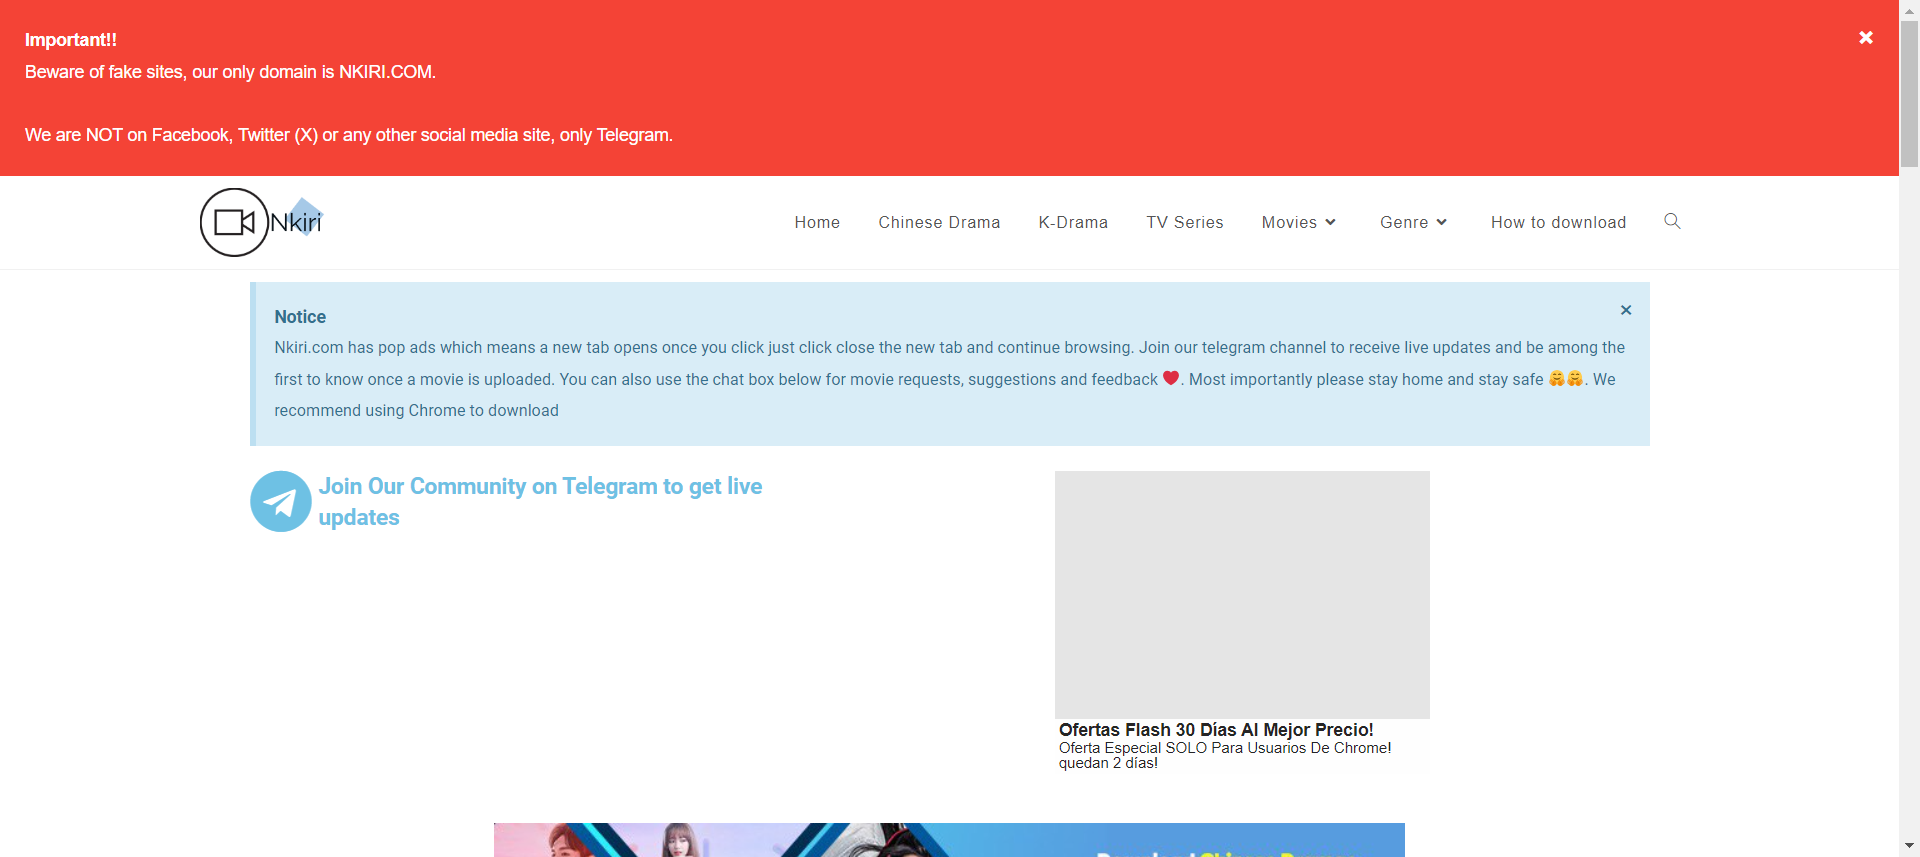 Important!!
Beware of fake sites, our only domain is NKIRI.COM.
We are NOT on Facebook, Twitter (X) or any other social media site, only Telegram.
Nkiri
Home
Chinese Drama
K-Drama
TV Series
Movies
Genre
How to download
Notice
Nkiri.com has pop ads which means a new tab opens once you click just click close the new tab and continue browsing. Join our telegram channel to receive live updates and be among the
first to know once a movie is uploaded. You can also use the chat box below for movie requests, suggestions and feedback ❤️. Most importantly please stay home and stay safe 🤗🤗. We
recommend using Chrome to download
Join Our Community on Telegram to get live
updates
Ofertas Flash 30 Días Al Mejor Precio!
Oferta Especial SOLO Para Usuarios De Chrome!
quedan 2 días!